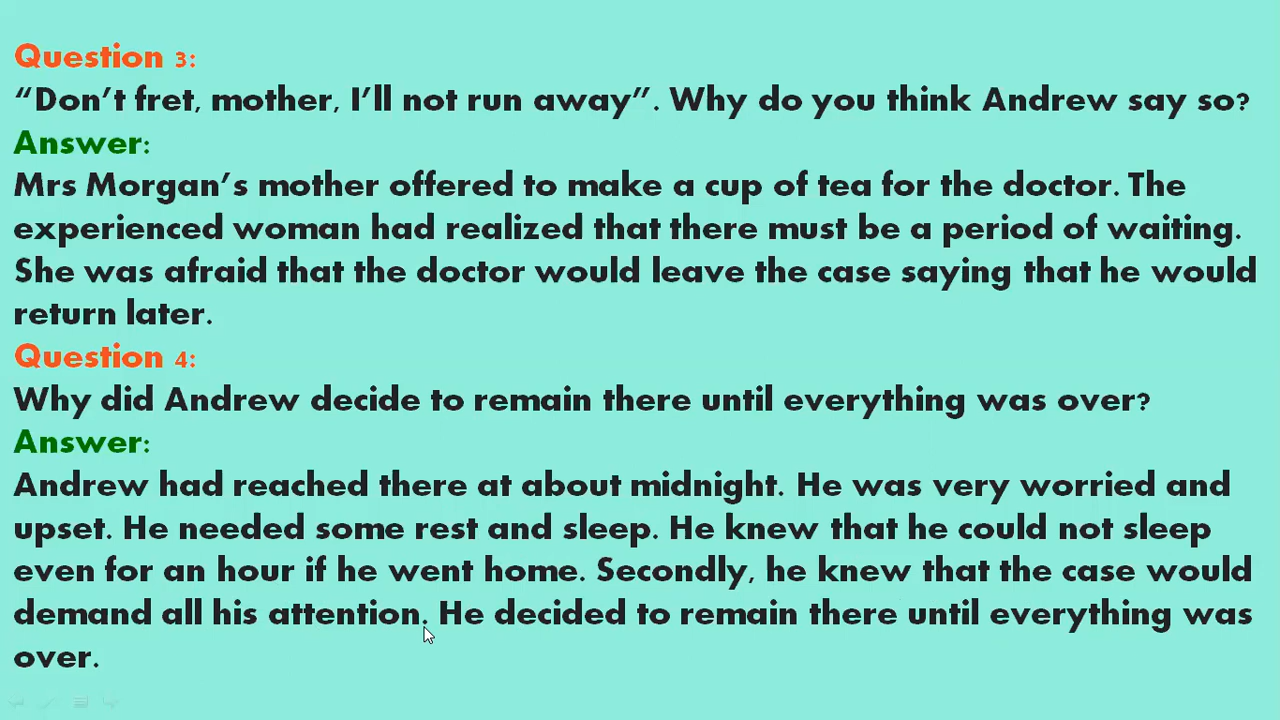 Question 3:
“Don’t fret, mother, I’ll not run away”. Why do you think Andrew say so?
Answer:
Mrs Morgan’s mother offered to make a cup of tea for the doctor. The
experienced woman had realized that there must be a period of waiting.
She was afraid that the doctor would leave the case saying that he would
return later.
Question 4:
Why did Andrew decide to remain there until everything was over?
Answer:
Andrew had reached there at about midnight. He was very worried and
upset. He needed some rest and sleep. He knew that he could not sleep
even for an hour if he went home. Secondly, he knew that the case would
demand all his attention. He decided to remain there until everything was
over.